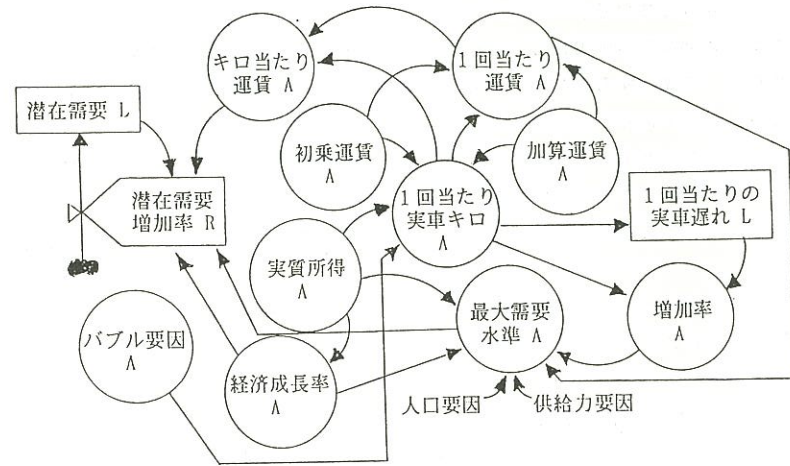 キロ当たり
運賃 A
1回当たり
運賃 A
潜在需要 L
初乗運賃
A
加算運賃
A
潜在需要
増加率 R
1回当たり
実車キロ
A
1回当たりの
実車遅れ L
実質所得
A
バブル要因
A
最大需要
水準 A
増加率
A
経済成長率
A
人口要因
供給力要因